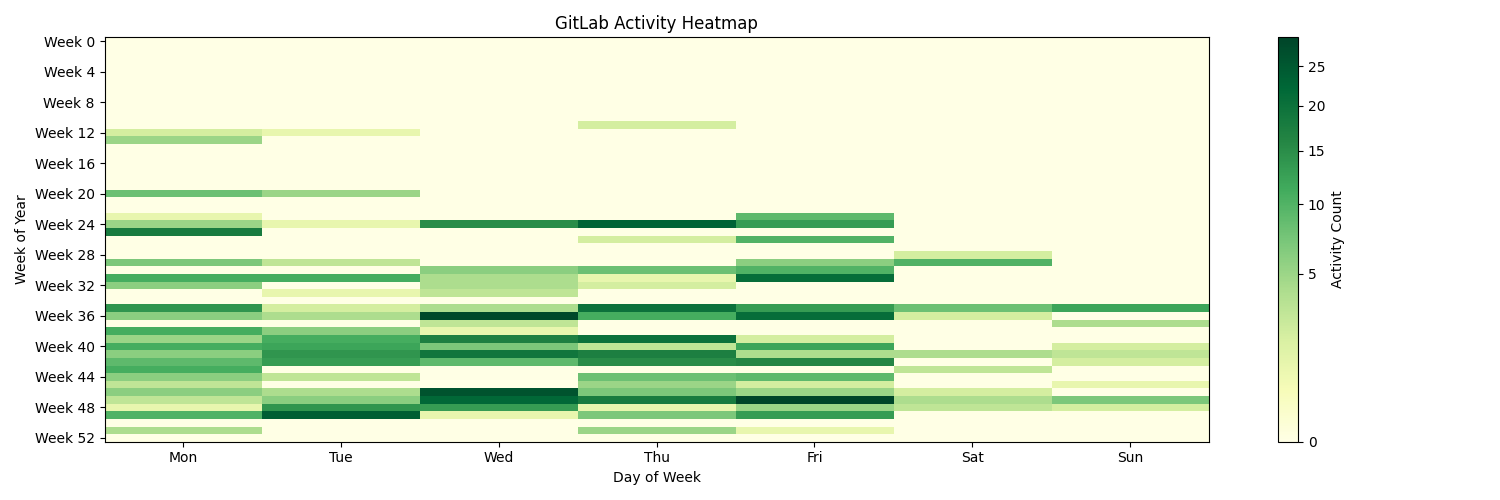 GitLab Activity Heatmap
Week 0
Week 4
Week 8
Week 12
Week 16
Week 20
Week 24
Week 28
Week 32
Week 36
Week 40
Week 44
Week 48
Week 52
Week of Year
Mon Tue Wed Thu Fri Sat Sun
Day of Week
25
20
15
10
5
0
Activity Count